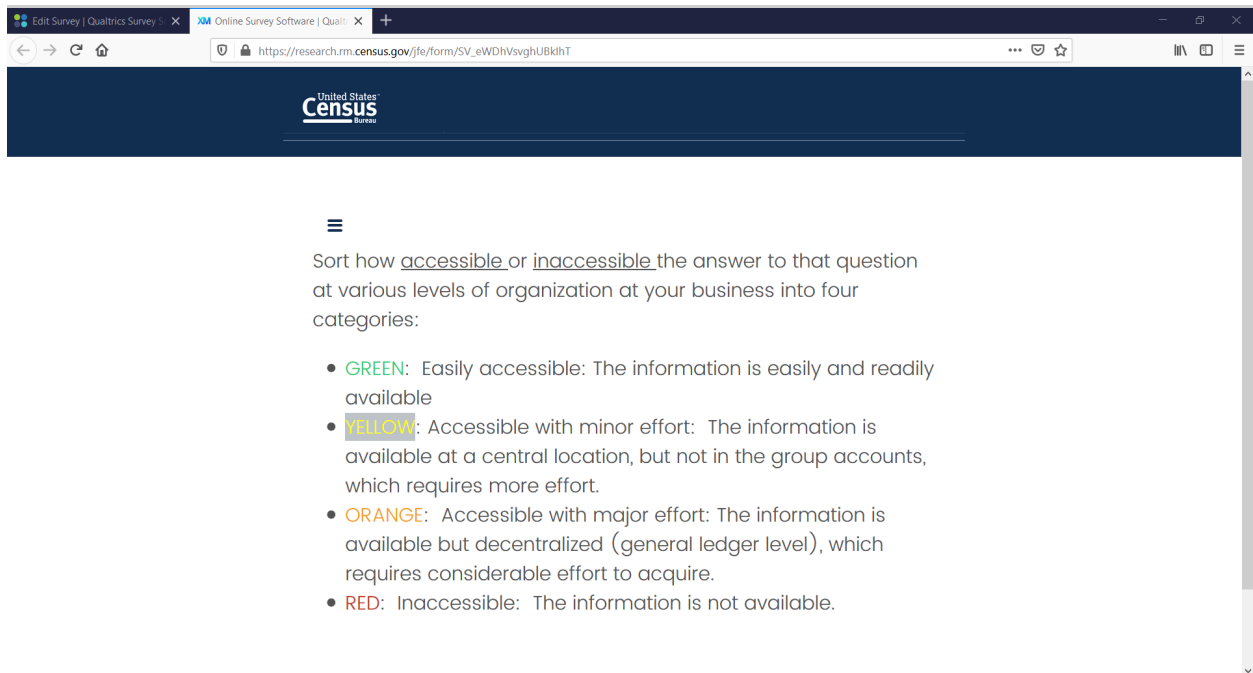 Edit Survey | Qualtrics Survey S
XM Online Survey Software | Qualt
https://research.rm.census.gov/jfe/form/SV_eWDhVsvghUBklhT
United States
Census
Bureau
Sort how accessible or inaccessible the answer to that question
at various levels of organization at your business into four
categories:
GREEN: Easily accessible: The information is easily and readily
available
YELLOW: Accessible with minor effort: The information is
available at a central location, but not in the group accounts,
which requires more effort.
ORANGE: Accessible with major effort: The information is
available but decentralized (general ledger level), which
requires considerable effort to acquire.
RED: Inaccessible: The information is not available.